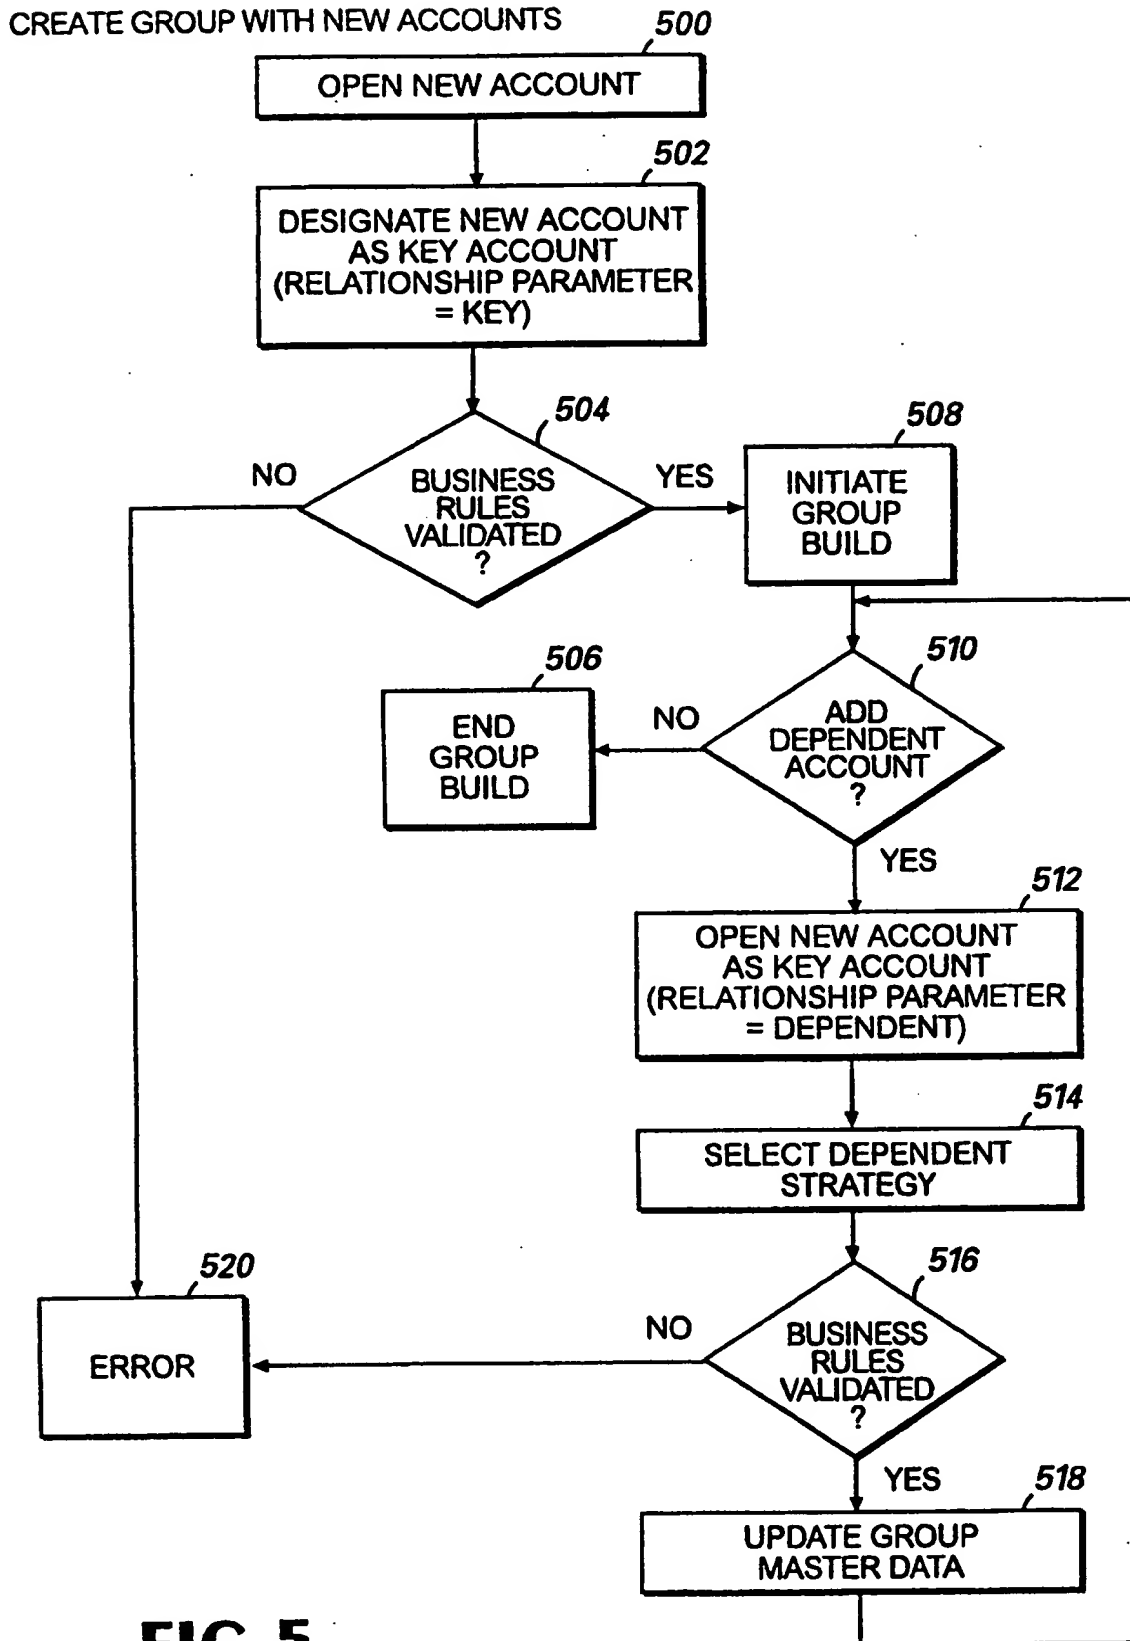 CREATE GROUP WITH NEW ACCOUNTS
500
OPEN NEW ACCOUNT
502
DESIGNATE NEW ACCOUNT
AS KEY ACCOUNT
(RELATIONSHIP PARAMETER
= KEY)
504
BUSINESS
RULES
VALIDATED
?
NO
YES
508
INITIATE
GROUP
BUILD
510
ADD
DEPENDENT
ACCOUNT
?
NO
506
END
GROUP
BUILD
YES
512
OPEN NEW ACCOUNT
AS KEY ACCOUNT
(RELATIONSHIP PARAMETER
= DEPENDENT)
514
SELECT DEPENDENT
STRATEGY
516
BUSINESS
RULES
VALIDATED
?
NO
520
ERROR
YES
518
UPDATE GROUP
MASTER DATA
FIG. 5